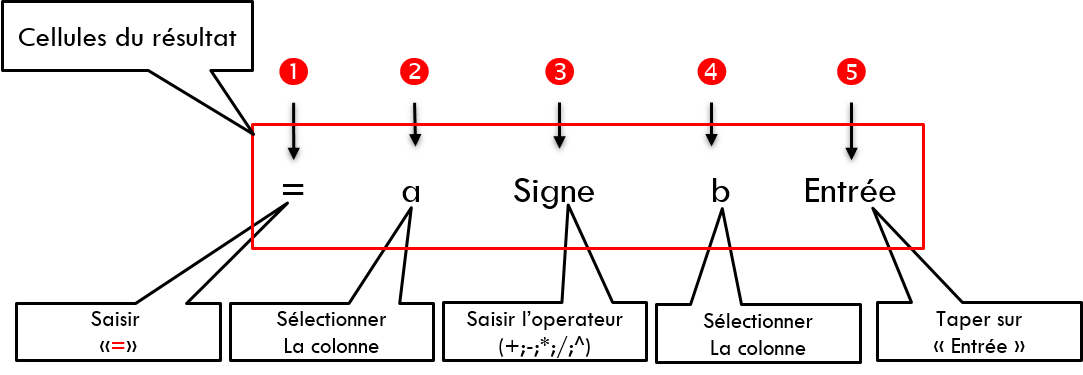 Cellules du résultat
1 2 3 4 5
= a Signe b Entrée
Saisir
«=»
Sélectionner
La colonne
Saisir l'operateur
(+;-;*;/;^)
Sélectionner
La colonne
Taper sur
« Entrée »